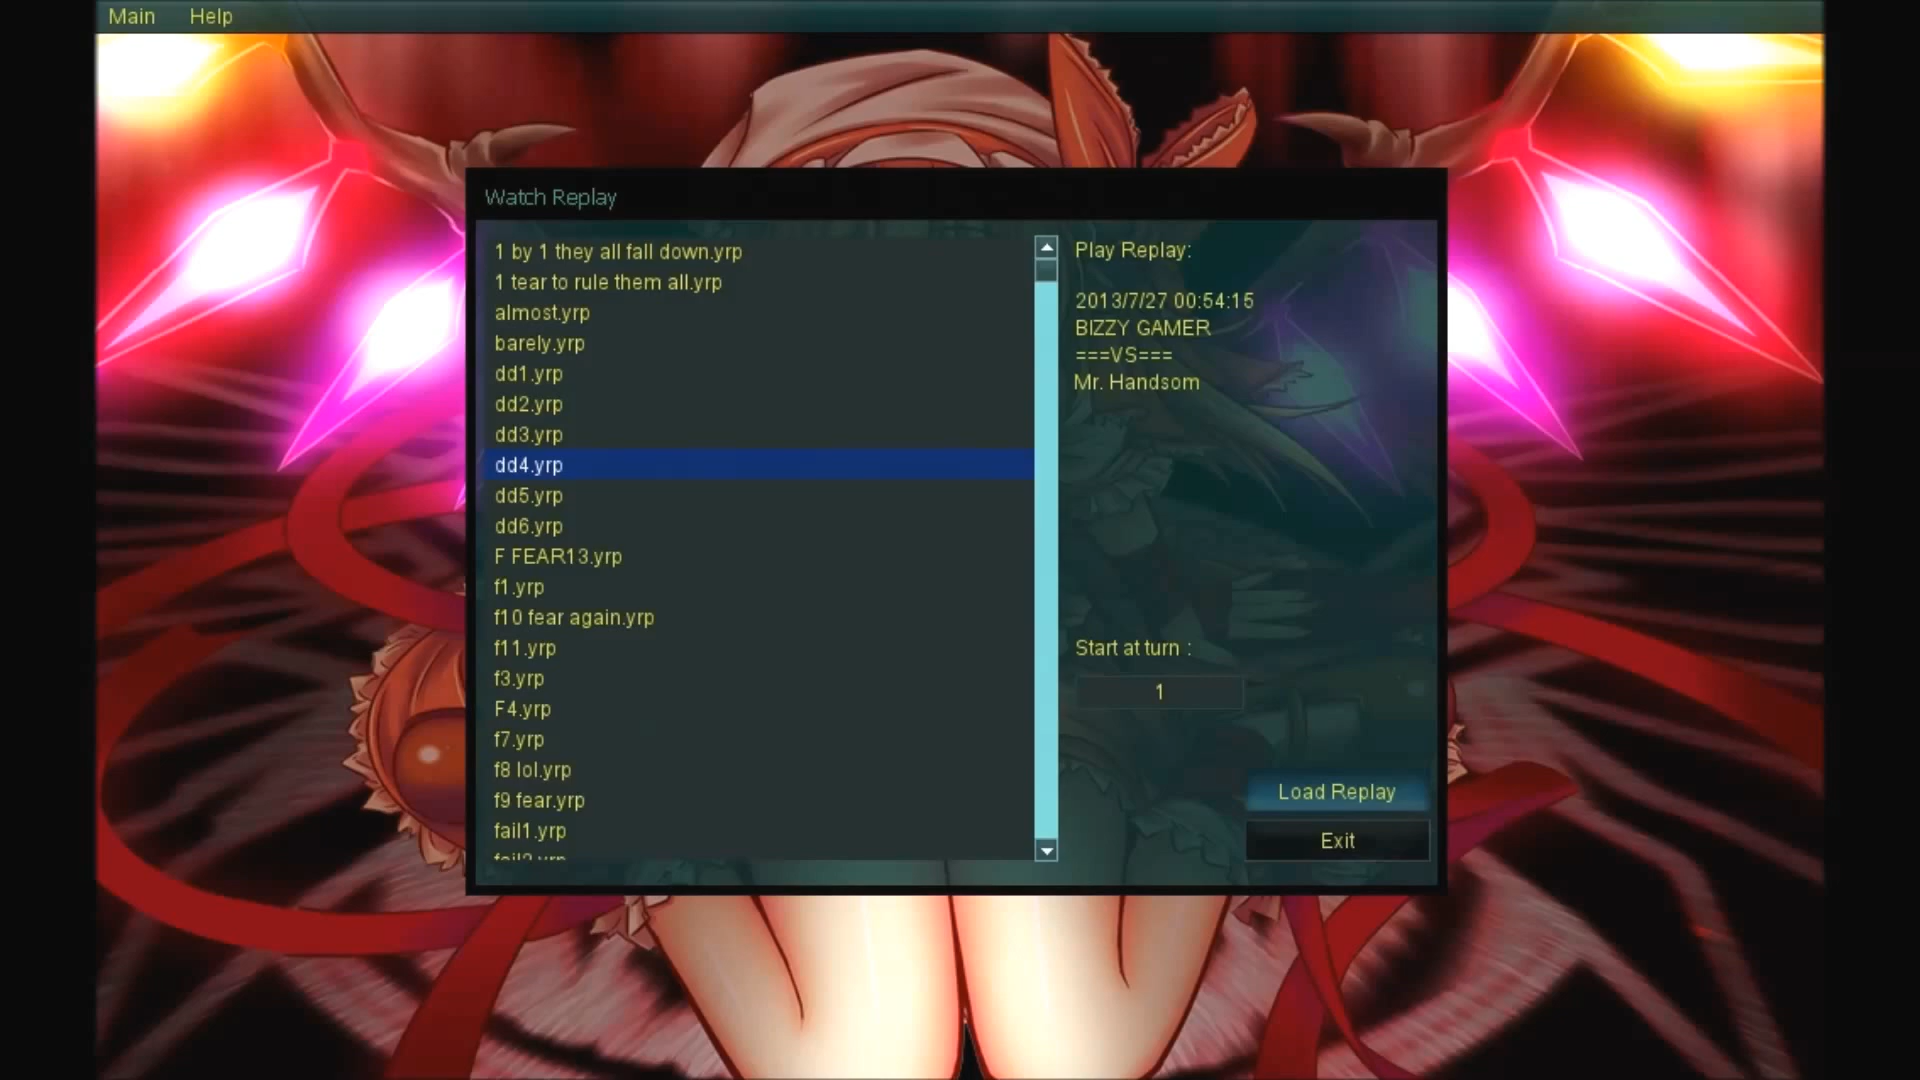 Main Help
Watch Replay
1 by 1 they all fall down.yrp
1 tear to rule them all.yrp
almost.yrp
barely.yrp
dd1.yrp
dd2.yrp
dd3.yrp
dd4.yrp
dd5.yrp
dd6.yrp
F FEAR13.yrp
f1.yrp
f10 fear again.yrp
f11.yrp
f3.yrp
F4.yrp
f7.yrp
f8 lol.yrp
f9 fear.yrp
fail1.yrp
fail2.yrp
Play Replay:
2013/7/27 00:54:15
BIZZY GAMER
===VS===
Mr. Handsom
Start at turn :
1
Load Replay
Exit